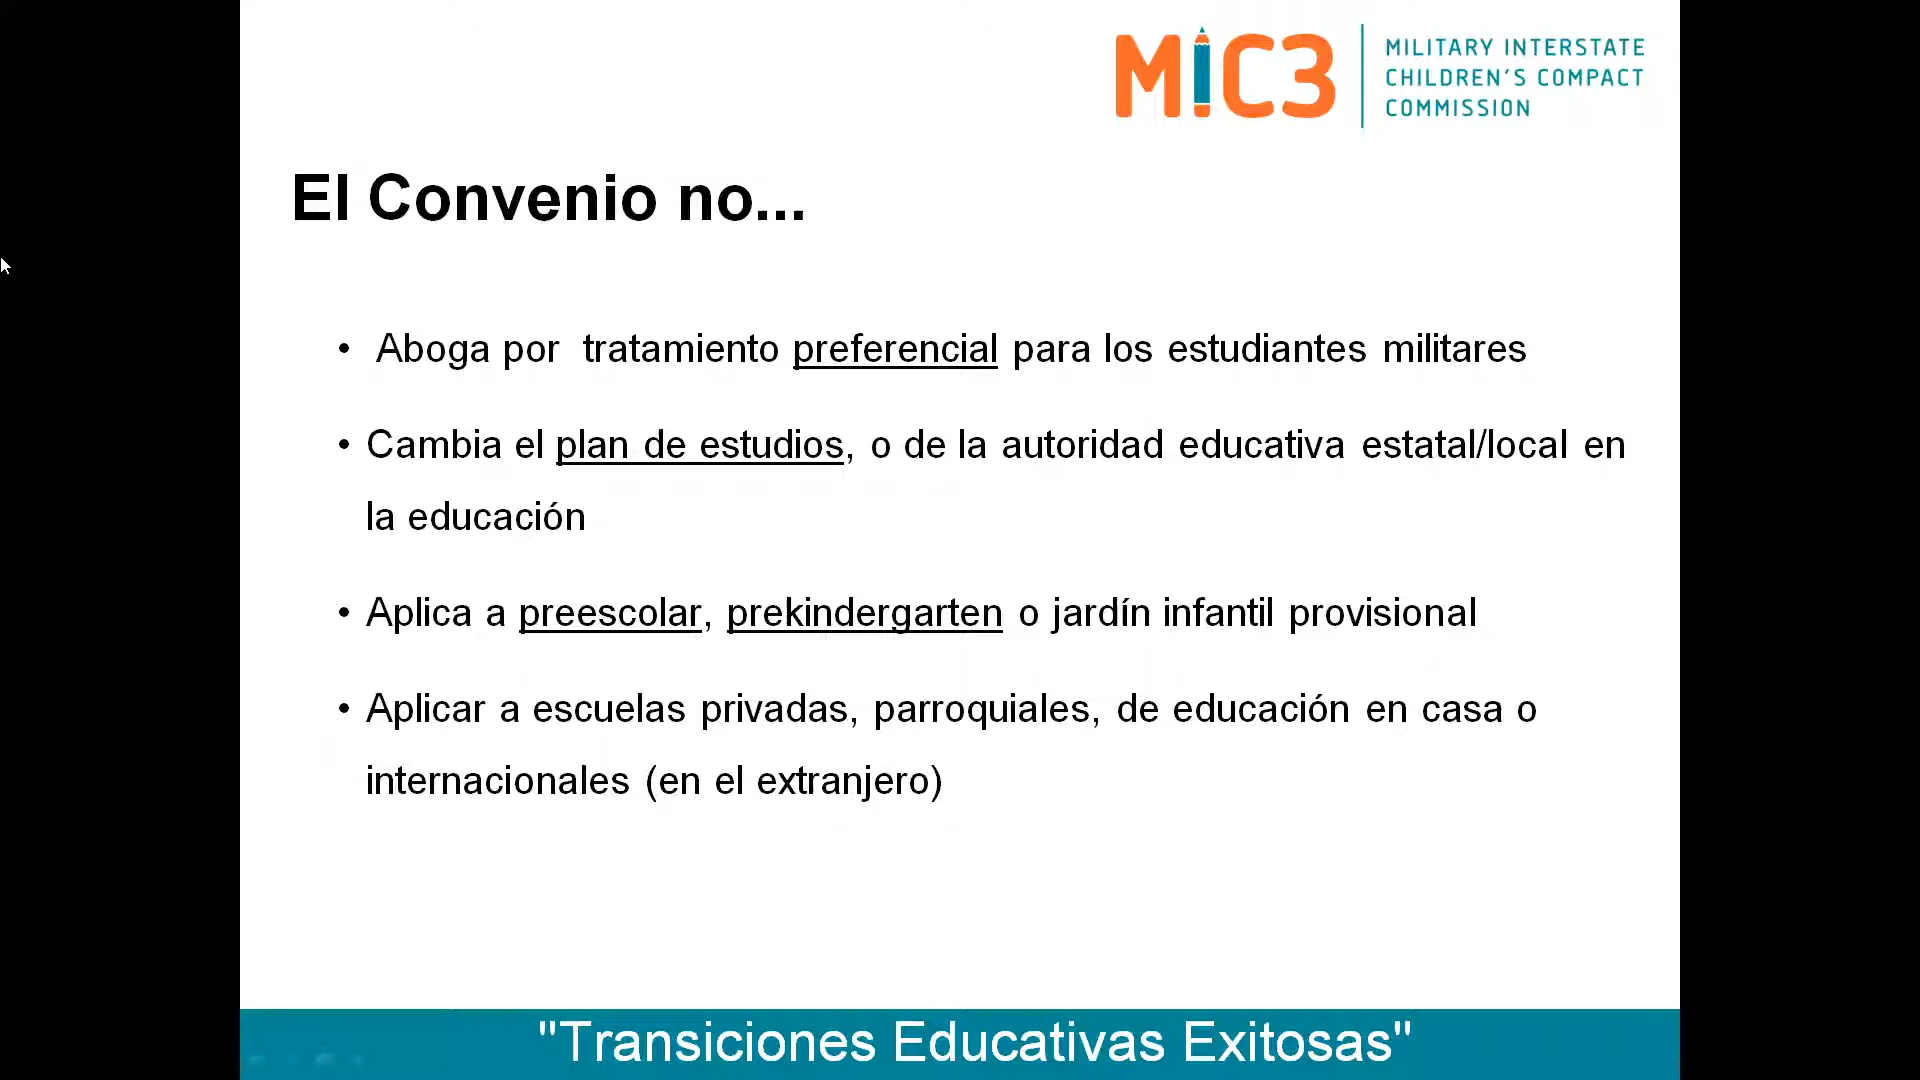 MiC3
MILITARY INTERSTATE
CHILDREN'S COMPACT
COMMISSION
El Convenio no...
• Aboga por tratamiento preferencial para los estudiantes militares
• Cambia el plan de estudios, o de la autoridad educativa estatal/local en
la educación
• Aplica a preescolar, prekindergarten o jardín infantil provisional
• Aplicar a escuelas privadas, parroquiales, de educación en casa o
internacionales (en el extranjero)
"Transiciones Educativas Exitosas"